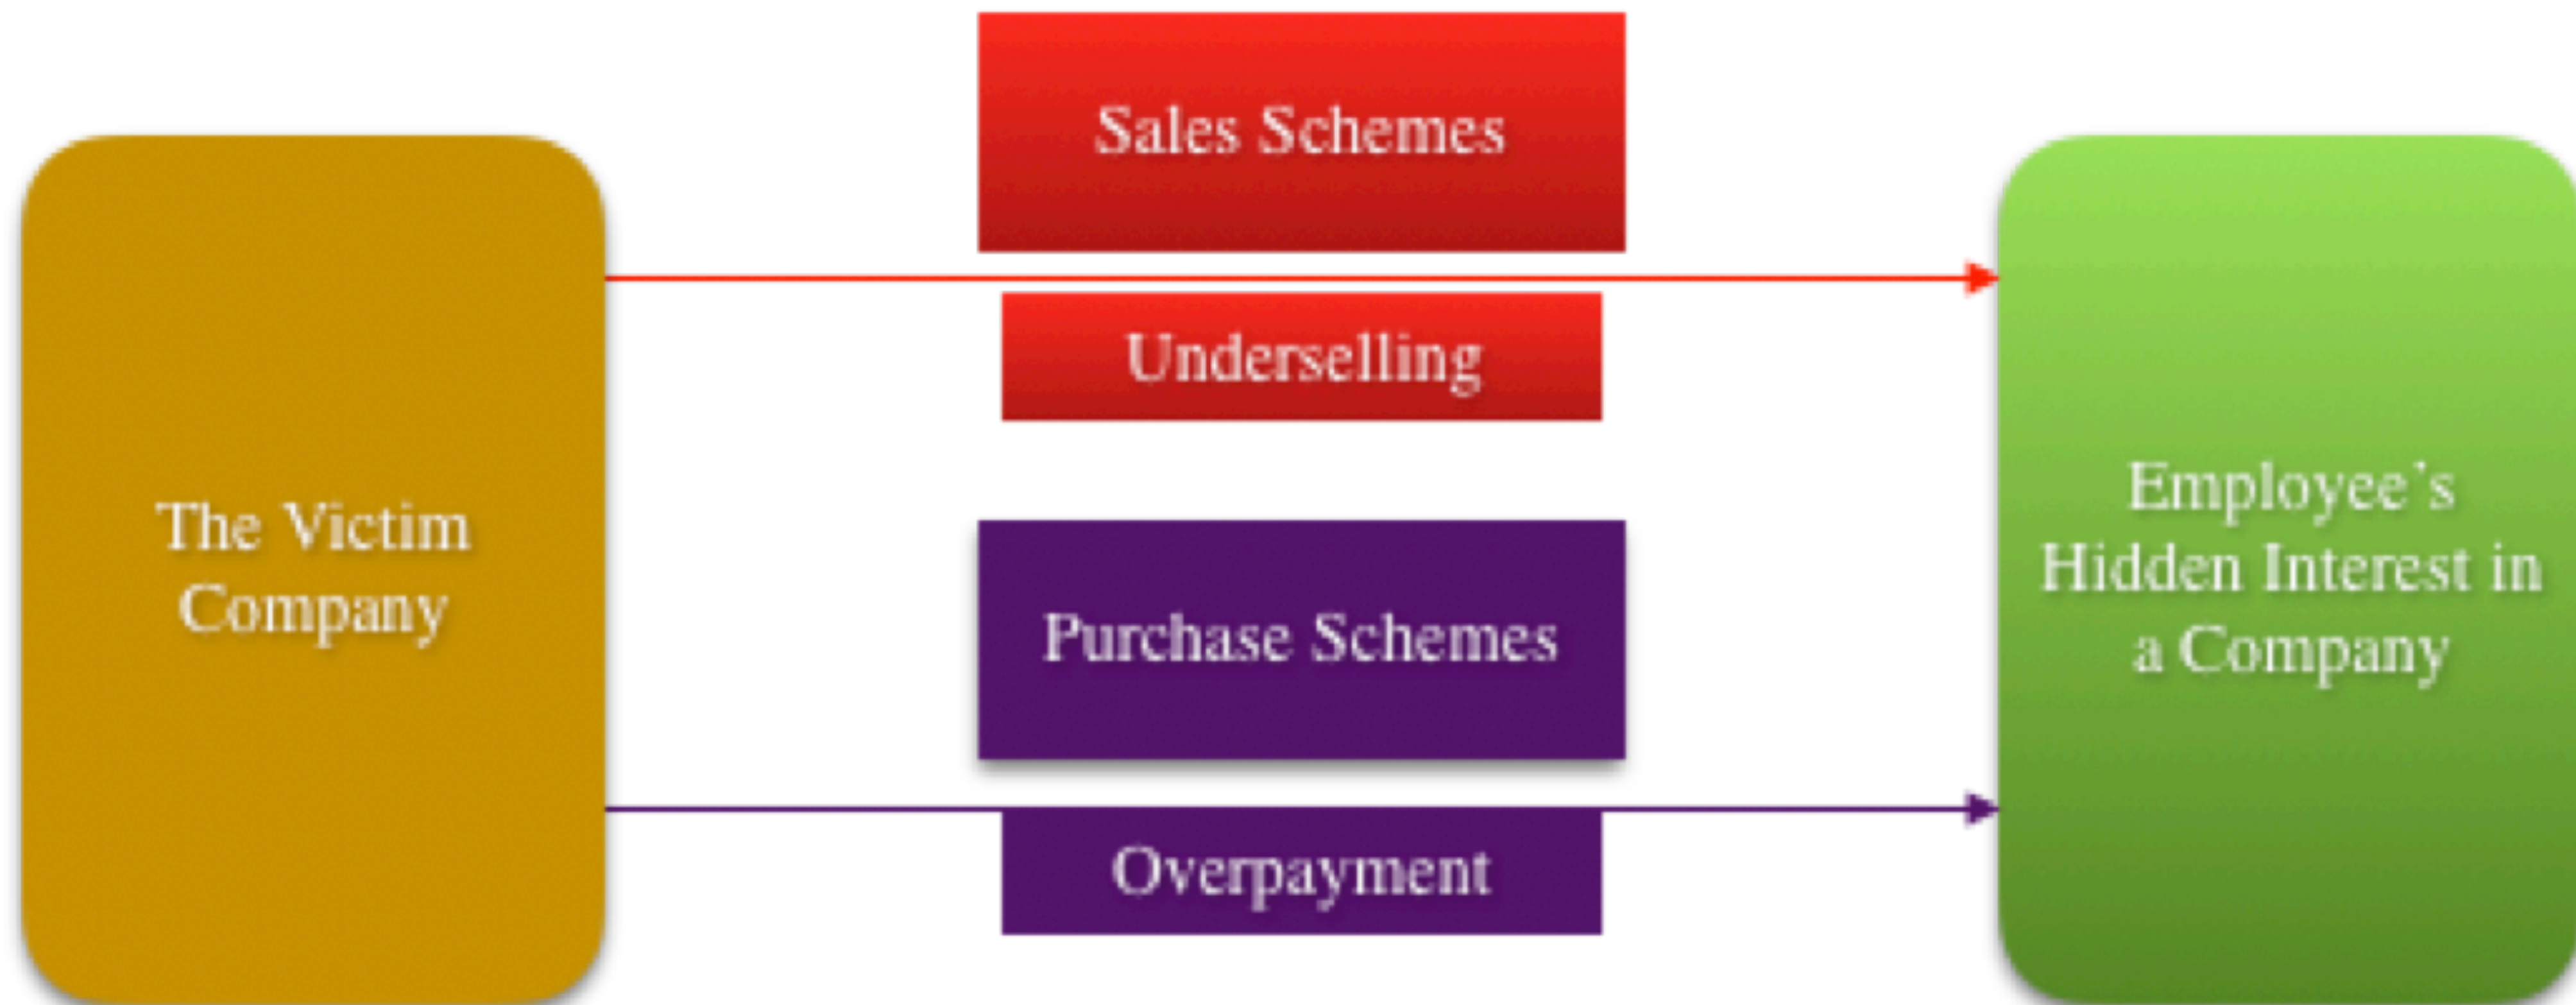 Sales Schemes
Underselling
The Victim
Company
Purchase Schemes
Overpayment
Employee's
Hidden Interest in
a Company